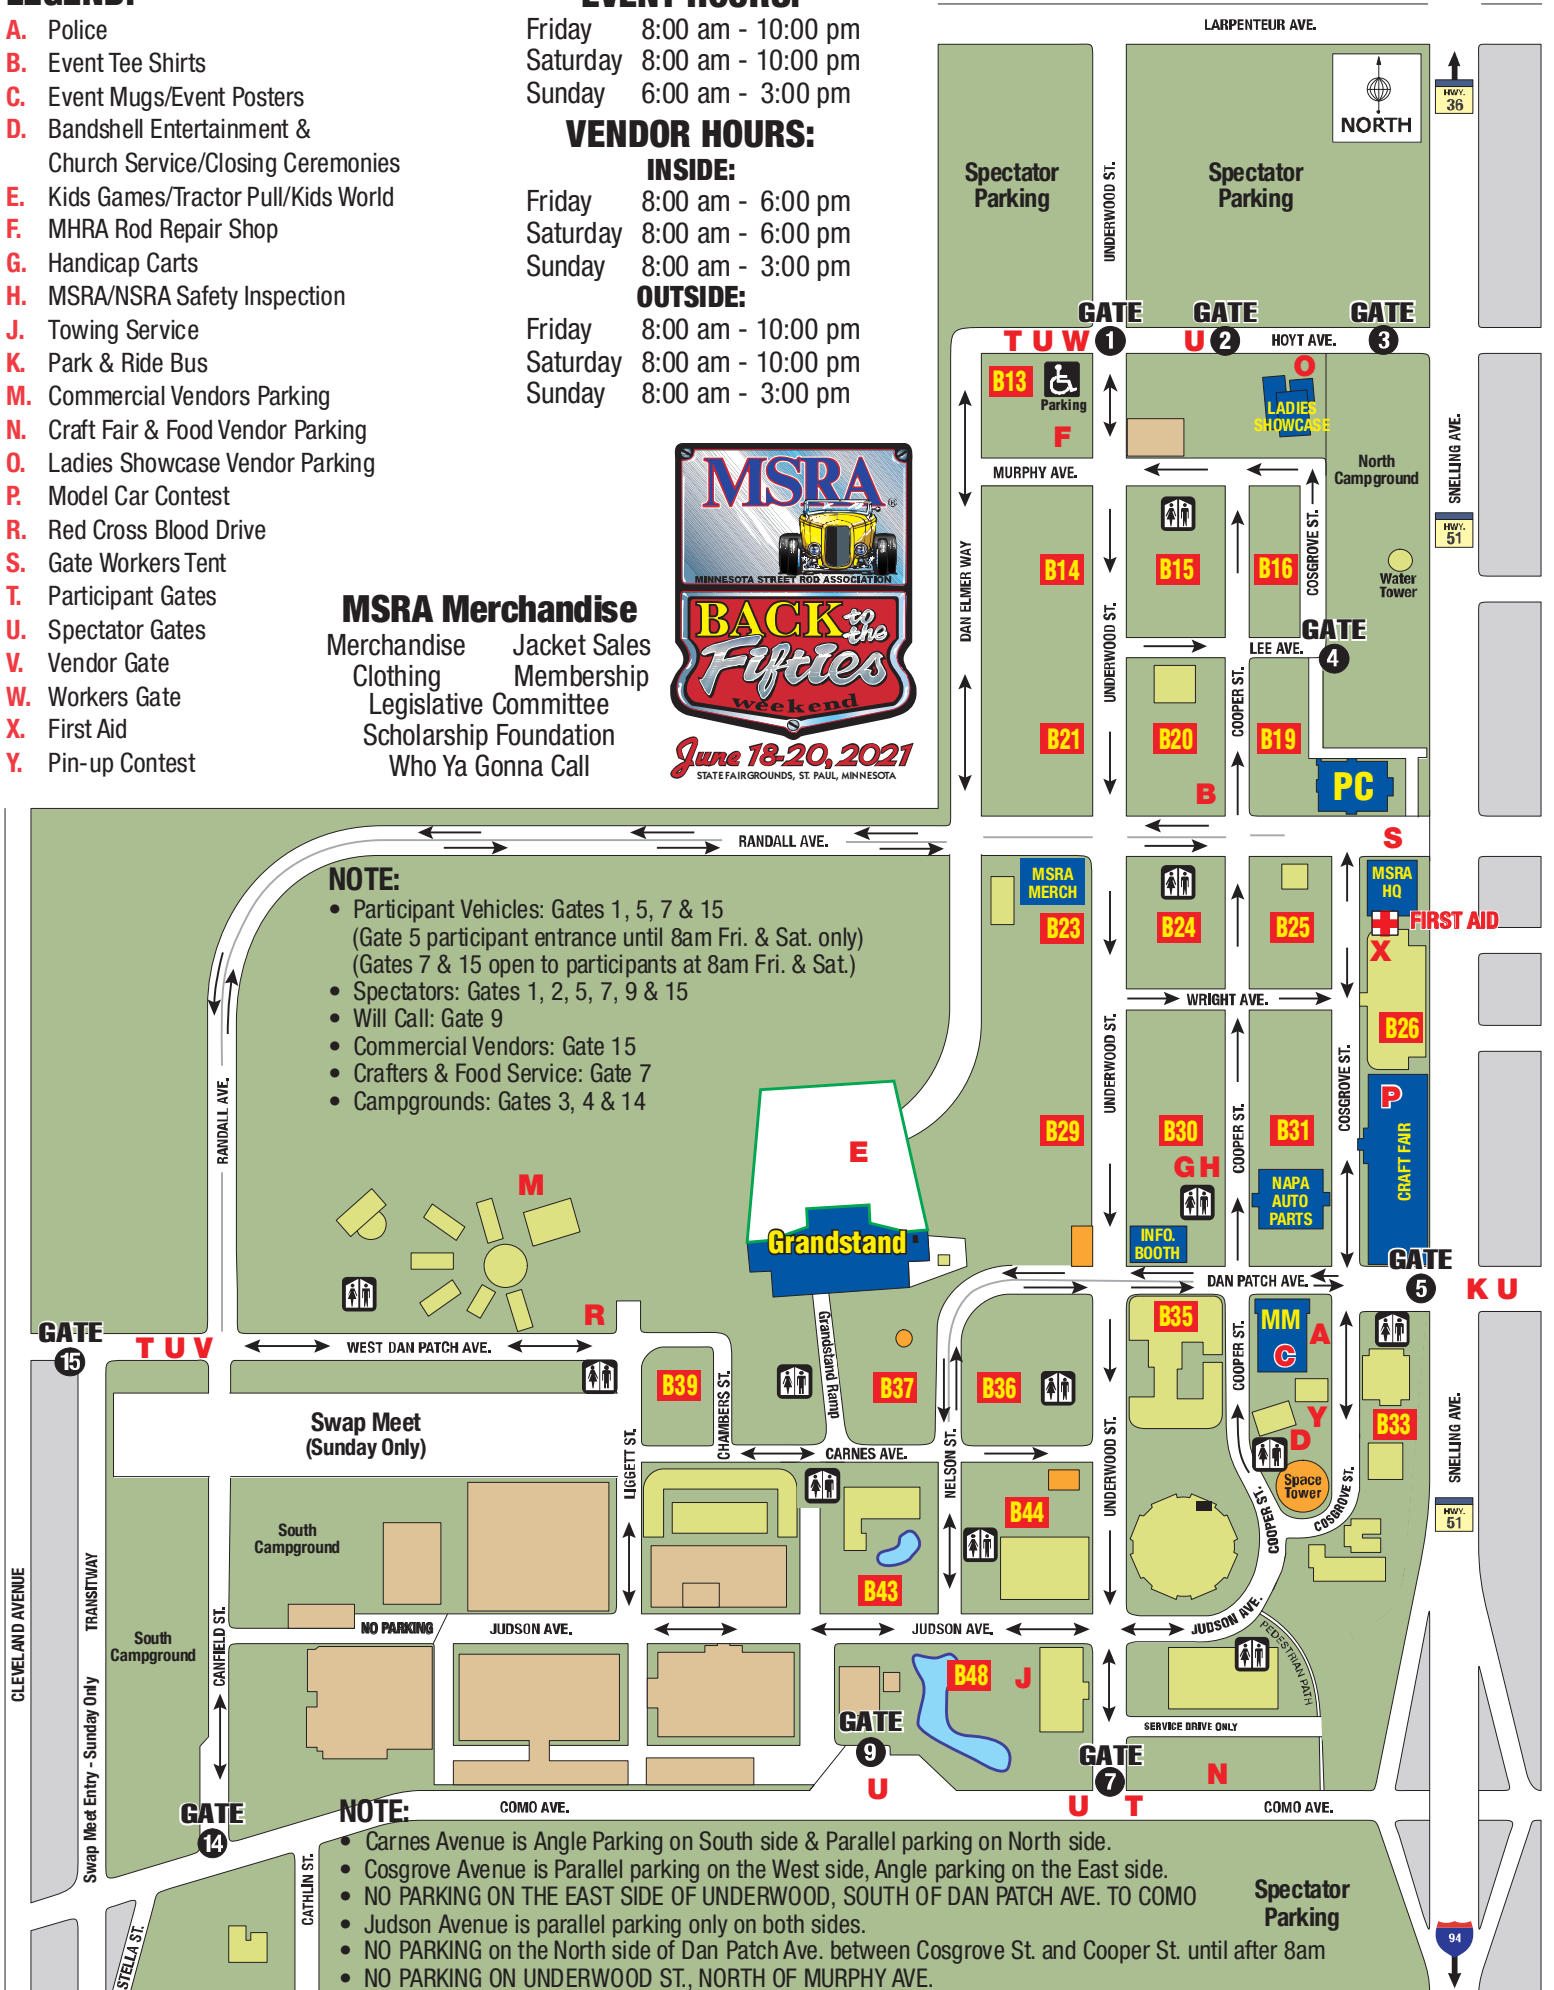 LEGEND:
A. Police
B. Event Tee Shirts
C. Event Mugs/Event Posters
D. Bandshell Entertainment &
Church Service/Closing Ceremonies
E. Kids Games/Tractor Pull/Kids World
F. MHRA Rod Repair Shop
G. Handicap Carts
H. MSRA/NSRA Safety Inspection
J. Towing Service
K. Park & Ride Bus
M. Commercial Vendors Parking
N. Craft Fair & Food Vendor Parking
O. Ladies Showcase Vendor Parking
P. Model Car Contest
R. Red Cross Blood Drive
S. Gate Workers Tent
T. Participant Gates
U. Spectator Gates
V. Vendor Gate
W. Workers Gate
X. First Aid
Y. Pin-up Contest
EVENT HOURS:
Friday 8:00 am - 10:00 pm
Saturday 8:00 am - 10:00 pm
Sunday 6:00 am - 3:00 pm
VENDOR HOURS:
INSIDE:
Friday 8:00 am - 6:00 pm
Saturday 8:00 am - 6:00 pm
Sunday 8:00 am - 3:00 pm
OUTSIDE:
Friday 8:00 am - 10:00 pm
Saturday 8:00 am - 10:00 pm
Sunday 8:00 am - 3:00 pm
MSRA Merchandise
Merchandise Jacket Sales
Clothing Membership
Legislative Committee
Scholarship Foundation
Who Ya Gonna Call
MSRA
®
MINNESOTA STREET ROD ASSOCIATION
BACK to the
Fifties
weekend
June 18-20, 2021
STATE FAIRGROUNDS, ST. PAUL, MINNESOTA
LARPENTEUR AVE.
NORTH
HWY.
36
Spectator
Parking
UNDERWOOD ST.
Spectator
Parking
GATE
1
GATE
2
GATE
3
T U W
U
HOYT AVE.
B13
Parking
F
O
LADIES
SHOWCASE
MURPHY AVE.
North
Campground
SNELLING AVE.
HWY.
51
DAN ELMER WAY
B14
B15
B16
COSGROVE ST.
Water
Tower
UNDERWOOD ST.
GATE
4
LEE AVE.
COOPER ST.
B21
B20
B19
B
PC
RANDALL AVE.
S
NOTE:
• Participant Vehicles: Gates 1, 5, 7 & 15
(Gate 5 participant entrance until 8am Fri. & Sat. only)
(Gates 7 & 15 open to participants at 8am Fri. & Sat.)
• Spectators: Gates 1, 2, 5, 7, 9 & 15
• Will Call: Gate 9
• Commercial Vendors: Gate 15
• Crafters & Food Service: Gate 7
• Campgrounds: Gates 3, 4 & 14
MSRA
MERCH
MSRA
HQ
B23
B24
B25
FIRST AID
X
WRIGHT AVE.
B26
RANDALL AVE.
UNDERWOOD ST.
COOPER ST.
COSGROVE ST.
P
CRAFT FAIR
E
B29
B30
B31
G H
M
NAPA
AUTO
PARTS
Grandstand
INFO.
BOOTH
GATE
5
K U
DAN PATCH AVE.
R
GATE
15
T U V
WEST DAN PATCH AVE.
Grandstand Ramp
B35
MM
C
A
COOPER ST.
B39
CHAMBERS ST.
B37
B36
B33
Y
D
Swap Meet
(Sunday Only)
LIGGETT ST.
CARNES AVE.
NELSON ST.
UNDERWOOD ST.
SNELLING AVE.
Space
Tower
COOPER ST.
COSGROVE ST.
HWY.
51
South
Campground
B44
B43
CLEVELAND AVENUE
TRANSITWAY
Swap Meet Entry - Sunday Only
South
Campground
CANFIELD ST.
NO PARKING
JUDSON AVE.
JUDSON AVE.
JUDSON AVE.
PEDESTRIAN PATH
B48
J
SERVICE DRIVE ONLY
GATE
9
U
GATE
7
U T
N
GATE
14
COMO AVE.
COMO AVE.
CATHLIN ST.
STELLA ST.
NOTE:
• Carnes Avenue is Angle Parking on South side & Parallel parking on North side.
• Cosgrove Avenue is Parallel parking on the West side, Angle parking on the East side.
• NO PARKING ON THE EAST SIDE OF UNDERWOOD, SOUTH OF DAN PATCH AVE. TO COMO
• Judson Avenue is parallel parking only on both sides.
• NO PARKING on the North side of Dan Patch Ave. between Cosgrove St. and Cooper St. until after 8am
• NO PARKING ON UNDERWOOD ST., NORTH OF MURPHY AVE.
Spectator
Parking
94